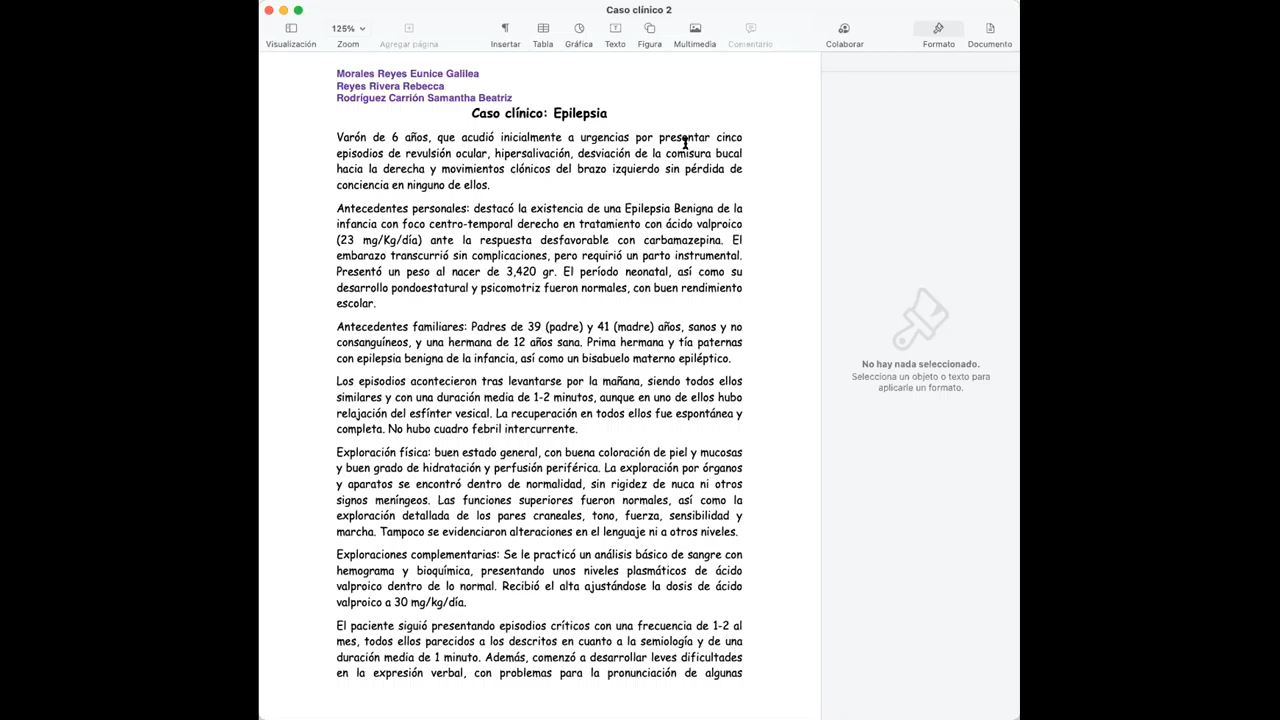 Caso clínico 2
125%
Visualización
Zoom
Agregar página
Insertar
Tabla
Gráfica
Texto
Figura
Multimedia
Comentario
Colaborar
Formato
Documento
Morales Reyes Eunice Galilea
Reyes Rivera Rebecca
Rodríguez Carrión Samantha Beatriz
Caso clínico: Epilepsia
Varón de 6 años, que acudió inicialmente a urgencias por presentar cinco
episodios de revulsión ocular, hipersalivación, desviación de la comisura bucal
hacia la derecha y movimientos clónicos del brazo izquierdo sin pérdida de
conciencia en ninguno de ellos.
Antecedentes personales: destacó la existencia de una Epilepsia Benigna de la
infancia con foco centro-temporal derecho en tratamiento con ácido valproico
(23 mg/Kg/día) ante la respuesta desfavorable con carbamazepina. El
embarazo transcurrió sin complicaciones, pero requirió un parto instrumental.
Presentó un peso al nacer de 3,420 gr. El período neonatal, así como su
desarrollo pondoestatural y psicomotriz fueron normales, con buen rendimiento
escolar.
Antecedentes familiares: Padres de 39 (padre) y 41 (madre) años, sanos y no
consanguíneos, y una hermana de 12 años sana. Prima hermana y tía paternas
con epilepsia benigna de la infancia, así como un bisabuelo materno epiléptico.
Los episodios acontecieron tras levantarse por la mañana, siendo todos ellos
similares y con una duración media de 1-2 minutos, aunque en uno de ellos hubo
relajación del esfínter vesical. La recuperación en todos ellos fue espontánea y
completa. No hubo cuadro febril intercurrente.
Exploración física: buen estado general, con buena coloración de piel y mucosas
y buen grado de hidratación y perfusión periférica. La exploración por órganos
y aparatos se encontró dentro de normalidad, sin rigidez de nuca ni otros
signos meníngeos. Las funciones superiores fueron normales, así como la
exploración detallada de los pares craneales, tono, fuerza, sensibilidad y
marcha. Tampoco se evidenciaron alteraciones en el lenguaje ni a otros niveles.
Exploraciones complementarias: Se le practicó un análisis básico de sangre con
hemograma y bioquímica, presentando unos niveles plasmáticos de ácido
valproico dentro de lo normal. Recibió el alta ajustándose la dosis de ácido
valproico a 30 mg/kg/día.
El paciente siguió presentando episodios críticos con una frecuencia de 1-2 al
mes, todos ellos parecidos a los descritos en cuanto a la semiología y de una
duración media de 1 minuto. Además, comenzó a desarrollar leves dificultades
en la expresión verbal, con problemas para la pronunciación de algunas
No hay nada seleccionado.
Selecciona un objeto o texto para
aplicarle un formato.